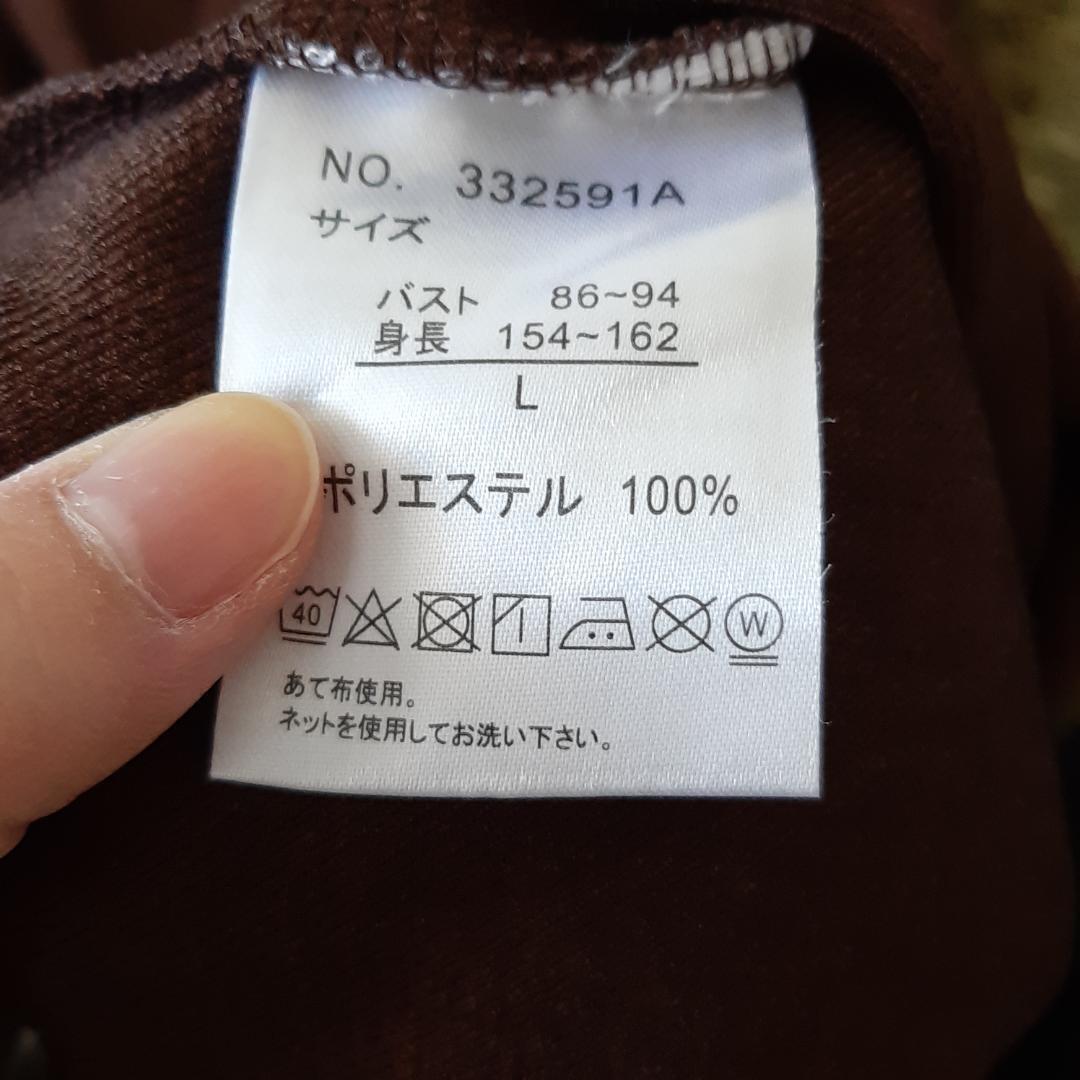 NO. 332591A
サイズ
バスト 86~94
身長 154~162
L
ポリエステル 100%
40 W
あて布使用。
ネットを使用してお洗い下さい。